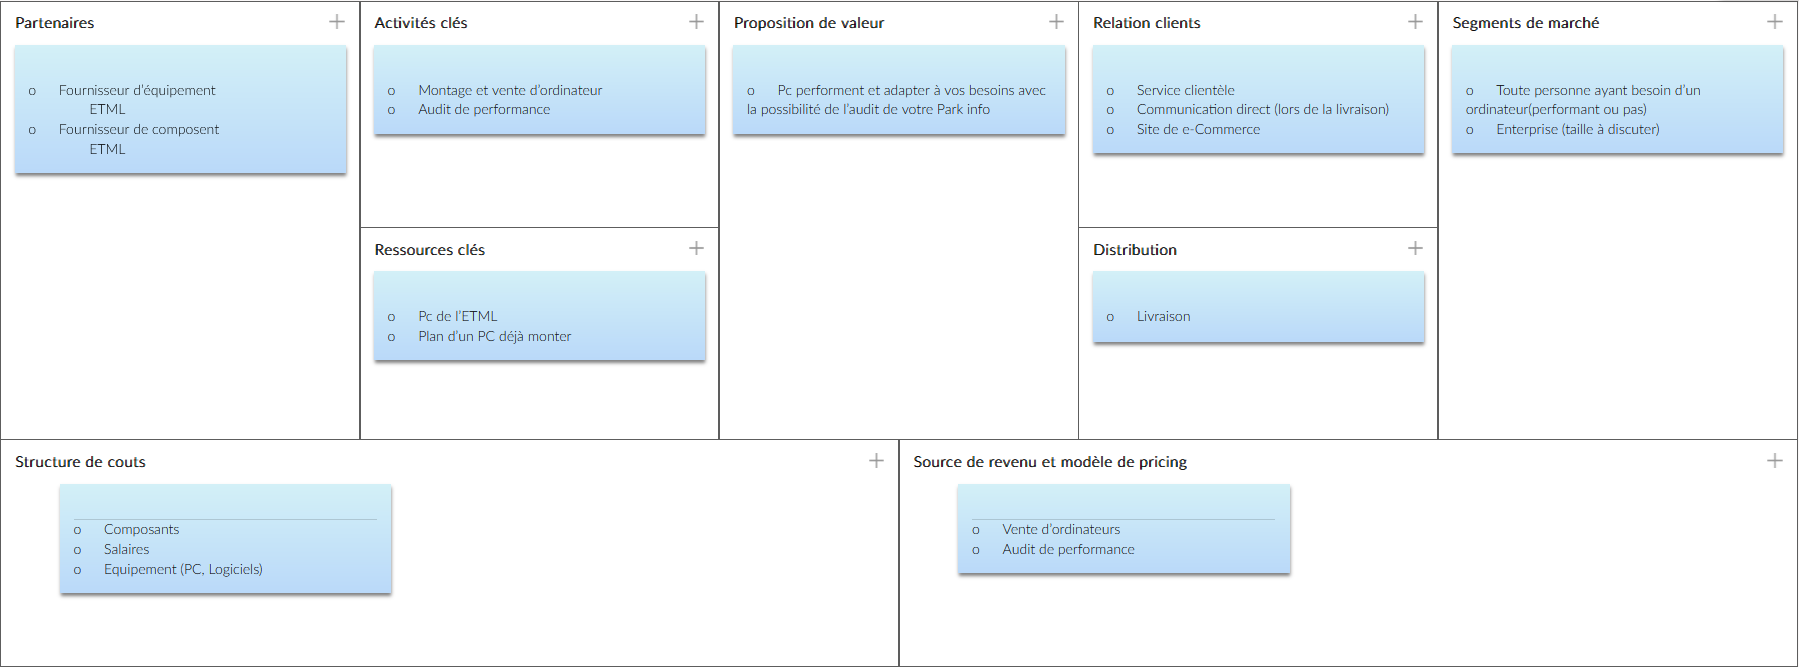 Partenaires
o Fournisseur d'équipement
ETML
o Fournisseur de composent
ETML
Activités clés
o Montage et vente d'ordinateur
o Audit de performance
Ressources clés
o Pc de l'ETML
o Plan d'un PC déjà monter
Proposition de valeur
o Pc performent et adapter à vos besoins avec
la possibilité de l'audit de votre Park info
Relation clients
o Service clientèle
o Communication direct (lors de la livraison)
o Site de e-Commerce
Distribution
o Livraison
Segments de marché
o Toute personne ayant besoin d'un
ordinateur(performant ou pas)
o Enterprise (taille à discuter)
Structure de couts
o Composants
o Salaires
o Equipement (PC, Logiciels)
Source de revenu et modèle de pricing
o Vente d'ordinateurs
o Audit de performance